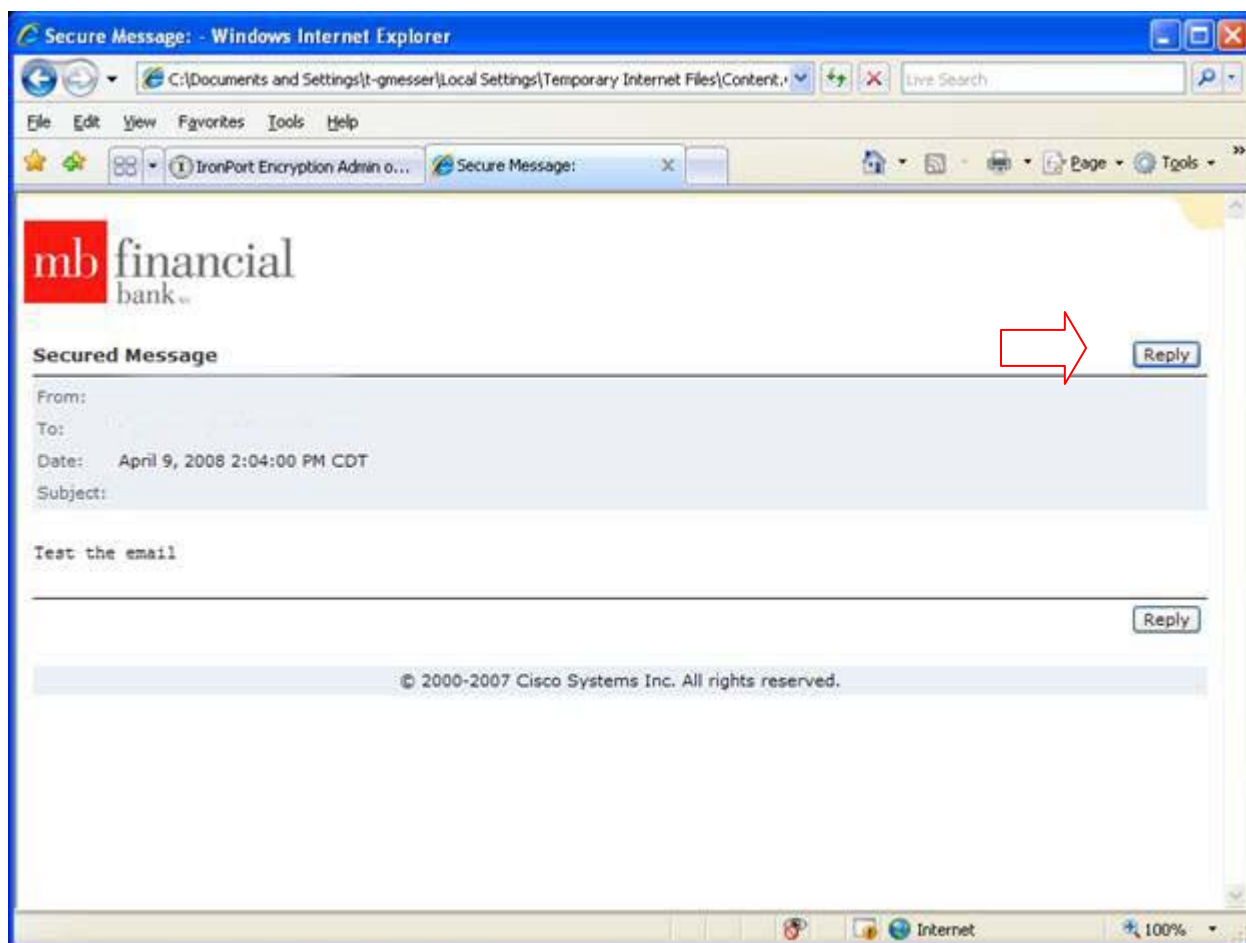 Secure Message: - Windows Internet Explorer
C:\Documents and Settings\t-gmesser\Local Settings\Temporary Internet Files\Content.
Live Search
File Edit View Favorites Tools Help
IronPort Encryption Admin o... Secure Message: Page Tools
mb financial
bank
Secured Message Reply
From:
To:
Date: April 9, 2008 2:04:00 PM CDT
Subject:
Test the email
Reply
© 2000-2007 Cisco Systems Inc. All rights reserved.
Internet 100%